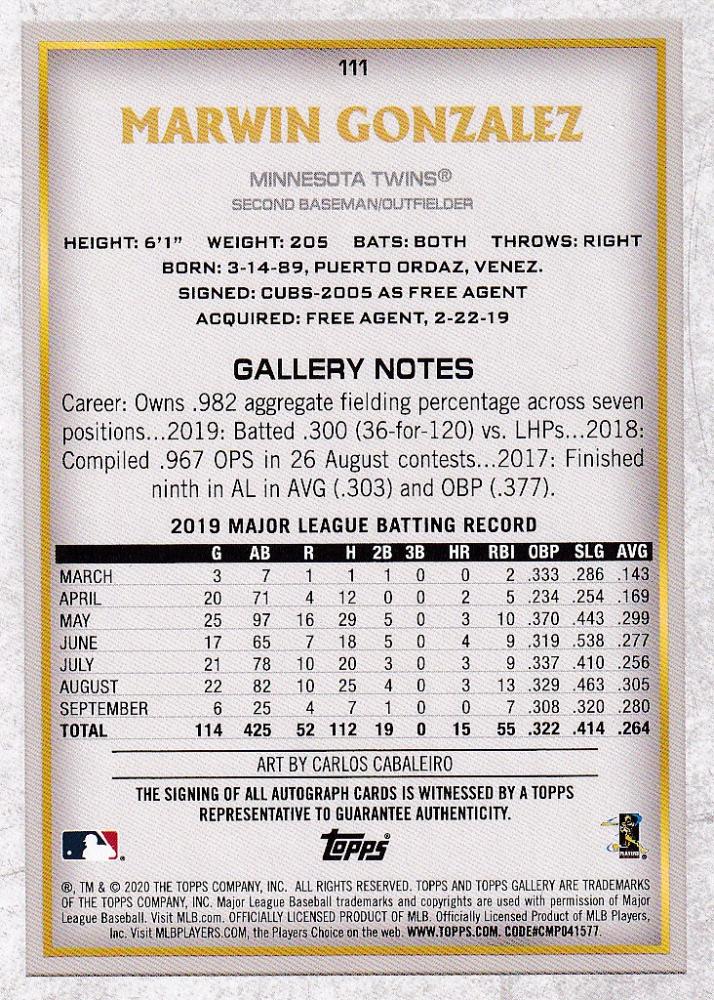 111
MARWIN GONZALEZ
MINNESOTA TWINS®
SECOND BASEMAN/OUTFIELDER
HEIGHT: 6'1" WEIGHT: 205 BATS: BOTH THROWS: RIGHT
BORN: 3-14-89, PUERTO ORDAZ, VENEZ.
SIGNED: CUBS-2005 AS FREE AGENT
ACQUIRED: FREE AGENT, 2-22-19
GALLERY NOTES
Career: Owns .982 aggregate fielding percentage across seven
positions...2019: Batted .300 (36-for-120) vs. LHPs...2018:
Compiled .967 OPS in 26 August contests...2017: Finished
ninth in AL in AVG (.303) and OBP (.377).
2019 MAJOR LEAGUE BATTING RECORD
G AB R H 2B 3B HR RBI OBP SLG AVG
MARCH 3 7 1 1 1 0 0 2 .333 .286 .143
APRIL 20 71 4 12 0 0 2 5 .234 .254 .169
MAY 25 97 16 29 5 0 3 10 .370 .443 .299
JUNE 17 65 7 18 5 0 4 9 .319 .538 .277
JULY 21 78 10 20 3 0 3 9 .337 .410 .256
AUGUST 22 82 10 25 4 0 3 13 .329 .463 .305
SEPTEMBER 6 25 4 7 1 0 0 7 .308 .320 .280
TOTAL 114 425 52 112 19 0 15 55 .322 .414 .264
ART BY CARLOS CABALEIRO
THE SIGNING OF ALL AUTOGRAPH CARDS IS WITNESSED BY A TOPPS
REPRESENTATIVE TO GUARANTEE AUTHENTICITY.
Topps
PLAYERS
®, TM & © 2020 THE TOPPS COMPANY, INC. ALL RIGHTS RESERVED. TOPPS AND TOPPS GALLERY ARE TRADEMARKS
OF THE TOPPS COMPANY, INC. Major League Baseball trademarks and copyrights are used with permission of Major
League Baseball. Visit MLB.com. OFFICIALLY LICENSED PRODUCT OF MLB. Officially Licensed Product of MLB Players,
Inc. Visit MLBPLAYERS.COM, the Players Choice on the web. WWW.TOPPS.COM. CODE#CMP041577.